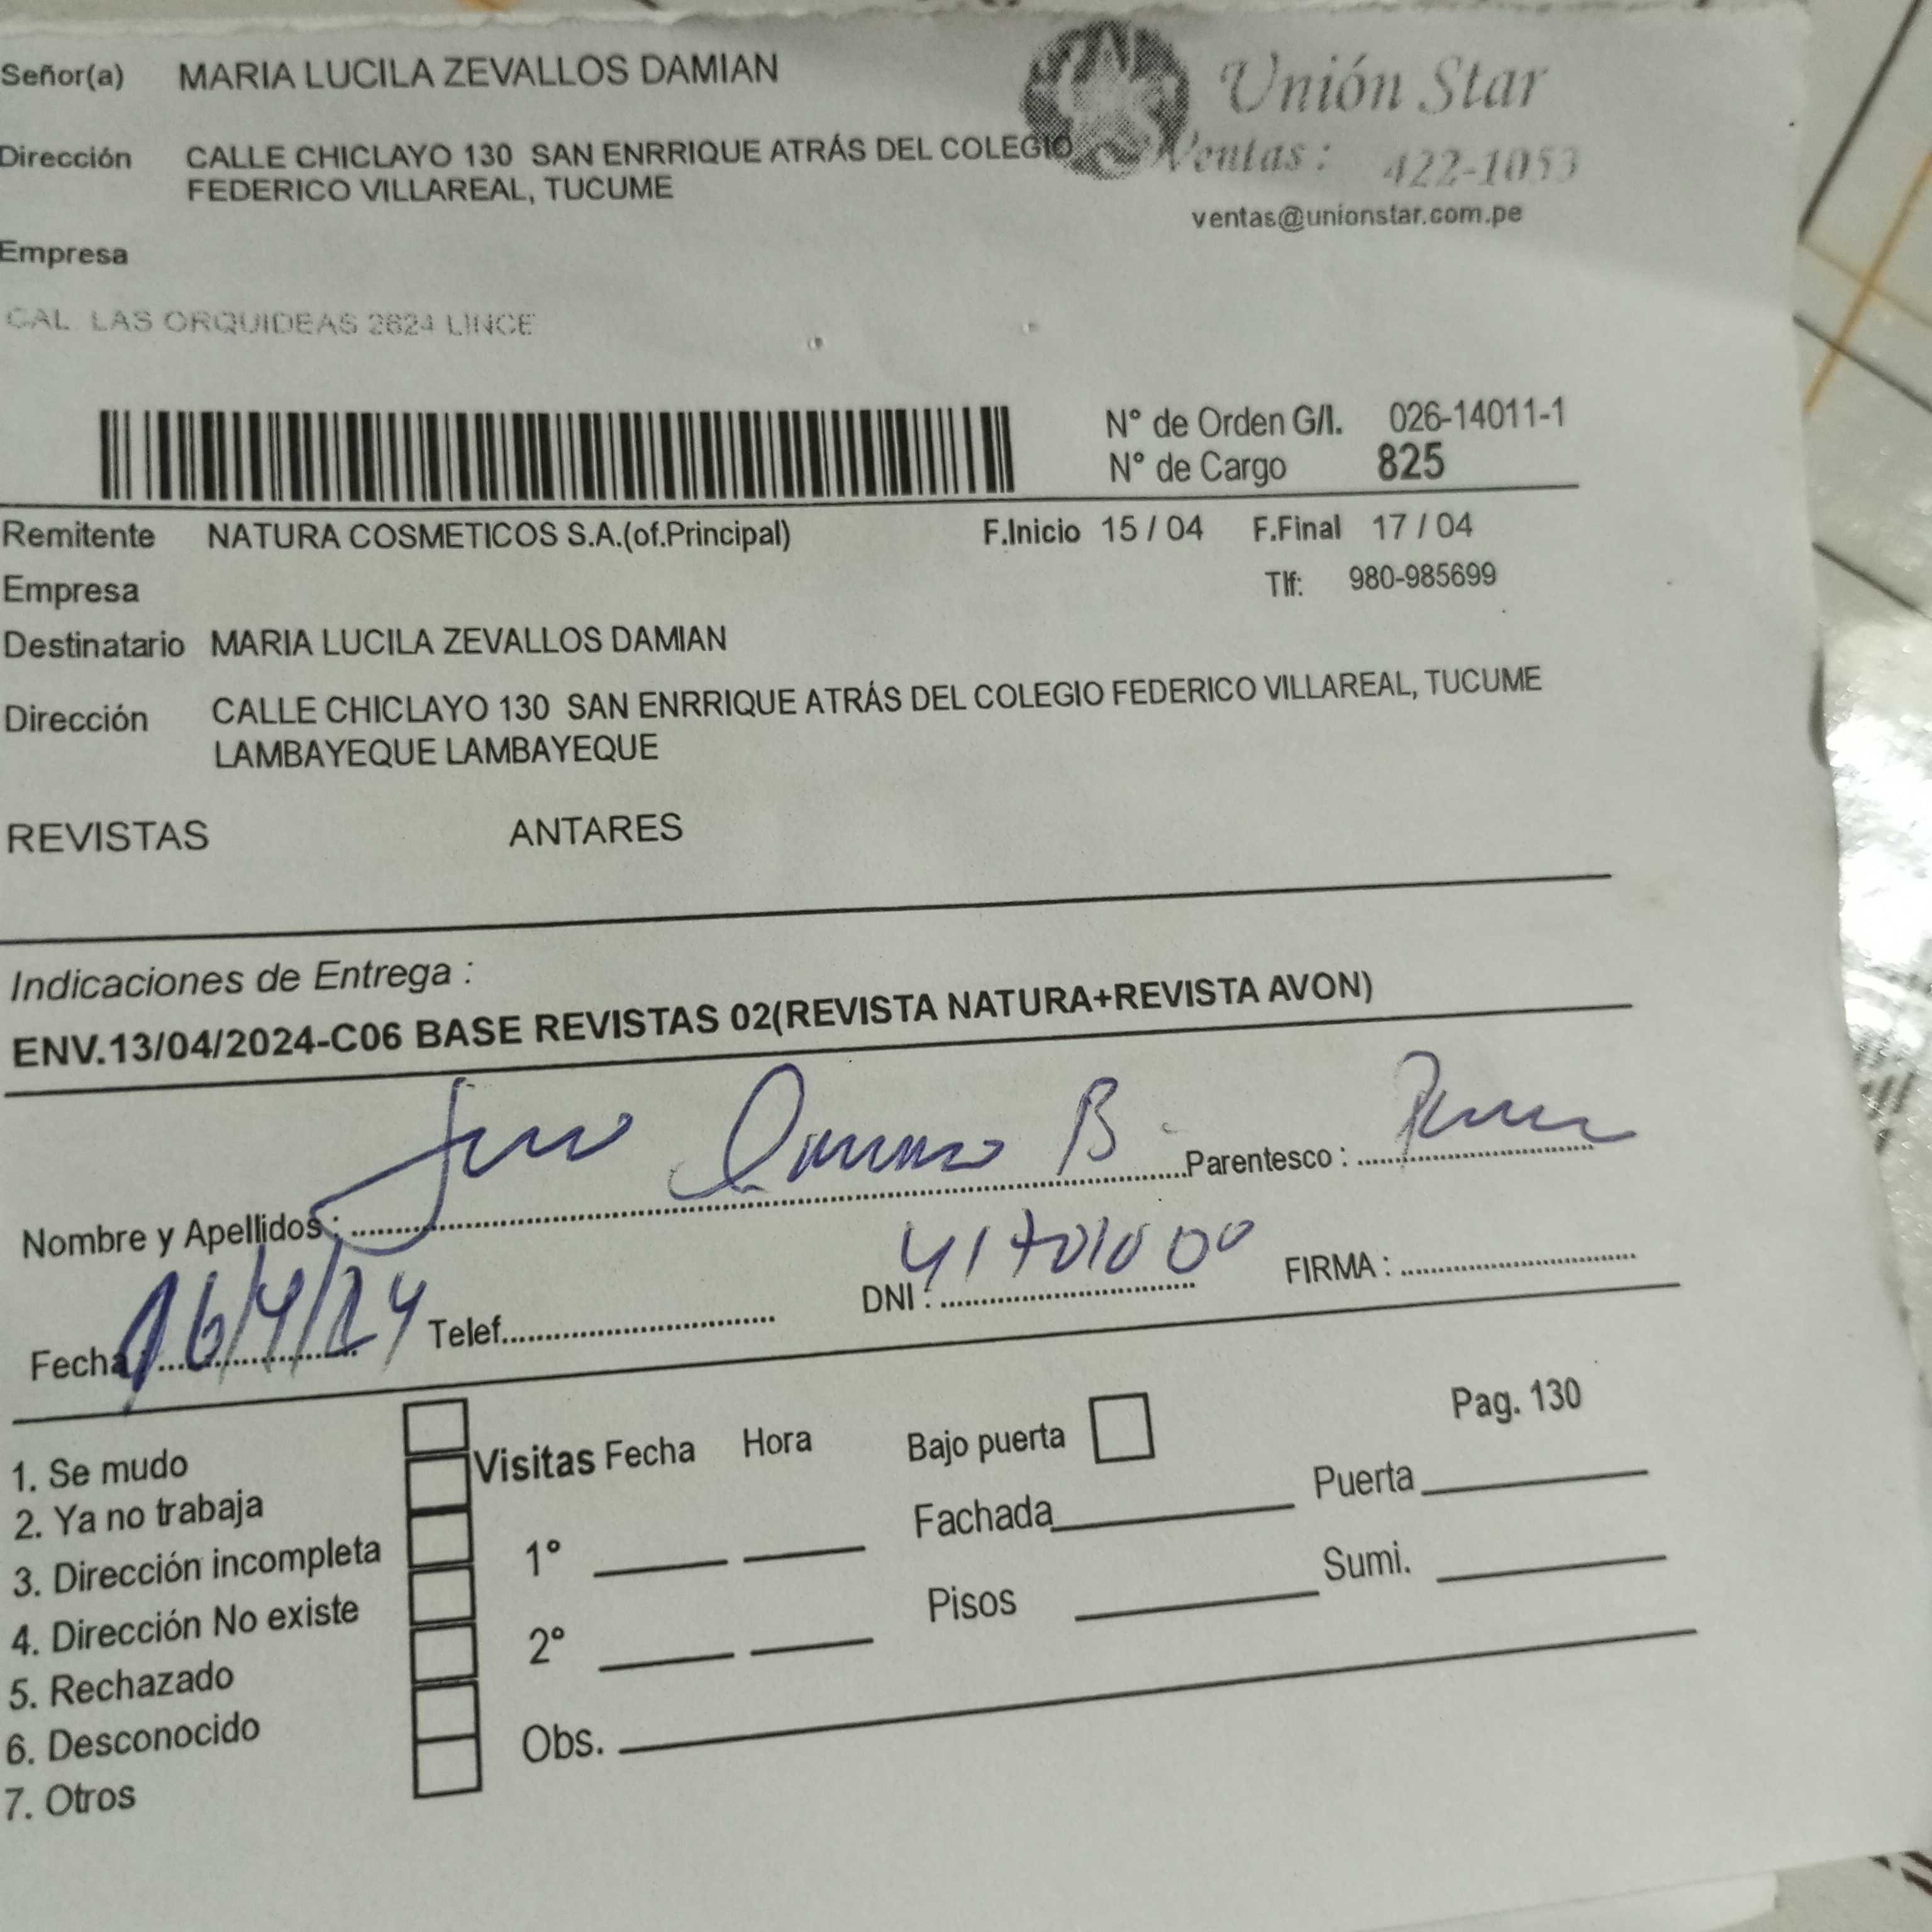 Señor(a) MARIA LUCILA ZEVALLOS DAMIAN
Unión Star
Dirección CALLE CHICLAYO 130 SAN ENRRIQUE ATRÁS DEL COLEGIO
FEDERICO VILLAREAL, TUCUME
Ventas: 422-1053
ventas@unionstar.com.pe
Empresa
CAL. LAS ORQUIDEAS 2624 LINCE
N° de Orden G/I. 026-14011-1
N° de Cargo 825
Remitente NATURA COSMETICOS S.A.(of.Principal) F.Inicio 15 / 04 F.Final 17 / 04
Empresa Tlf: 980-985699
Destinatario MARIA LUCILA ZEVALLOS DAMIAN
Dirección CALLE CHICLAYO 130 SAN ENRRIQUE ATRÁS DEL COLEGIO FEDERICO VILLAREAL, TUCUME
LAMBAYEQUE LAMBAYEQUE
REVISTAS ANTARES
Indicaciones de Entrega :
ENV.13/04/2024-C06 BASE REVISTAS 02(REVISTA NATURA+REVISTA AVON)
Nombre y Apellidos : B Parentesco :
Fecha : 16/4/24 Telef. DNI : FIRMA :
Pag. 130
1. Se mudo
2. Ya no trabaja
3. Dirección incompleta
4. Dirección No existe
5. Rechazado
6. Desconocido
7. Otros
Visitas Fecha Hora
1°
2°
Obs.
Bajo puerta
Fachada Puerta
Pisos Sumi.